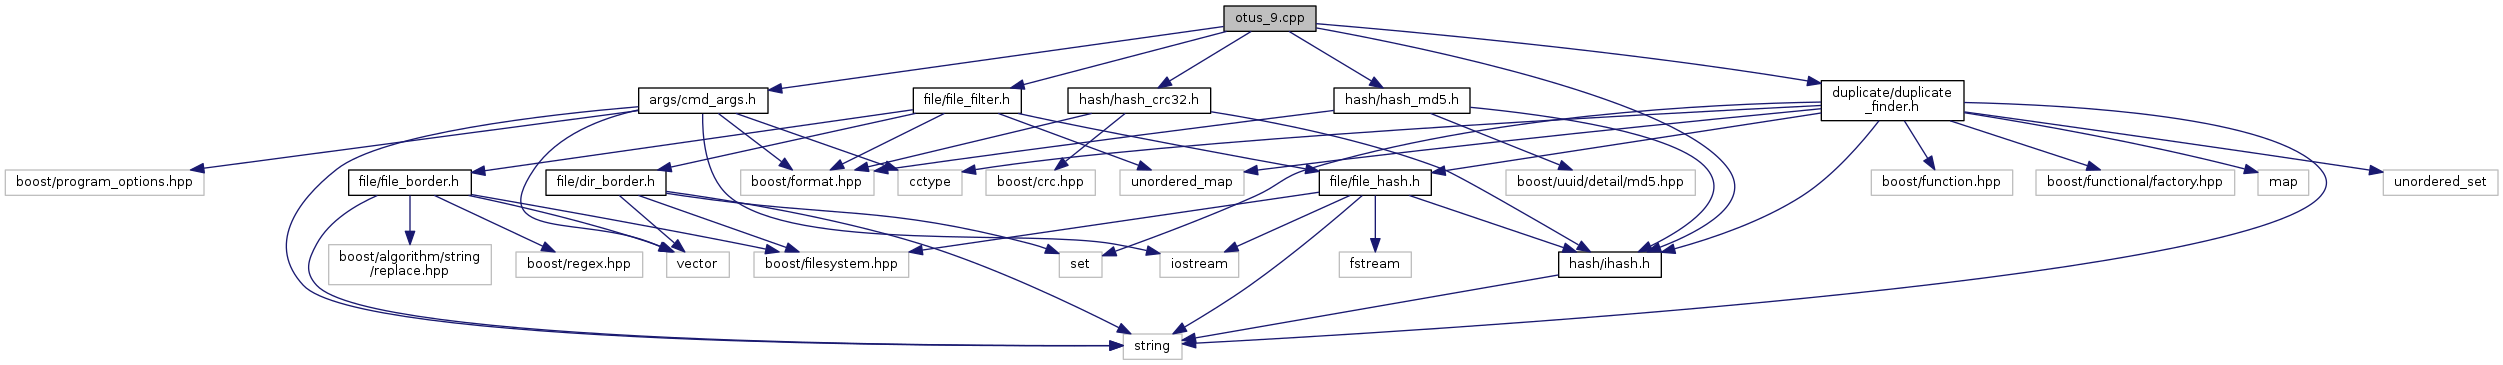 otus_9.cpp
args/cmd_args.h
file/file_filter.h
hash/hash_crc32.h
hash/hash_md5.h
duplicate/duplicate
_finder.h
boost/program_options.hpp
file/file_border.h
file/dir_border.h
boost/format.hpp
cctype
boost/crc.hpp
unordered_map
file/file_hash.h
boost/uuid/detail/md5.hpp
boost/function.hpp
boost/functional/factory.hpp
map
unordered_set
boost/algorithm/string
/replace.hpp
boost/regex.hpp
vector
boost/filesystem.hpp
set
iostream
fstream
hash/ihash.h
string